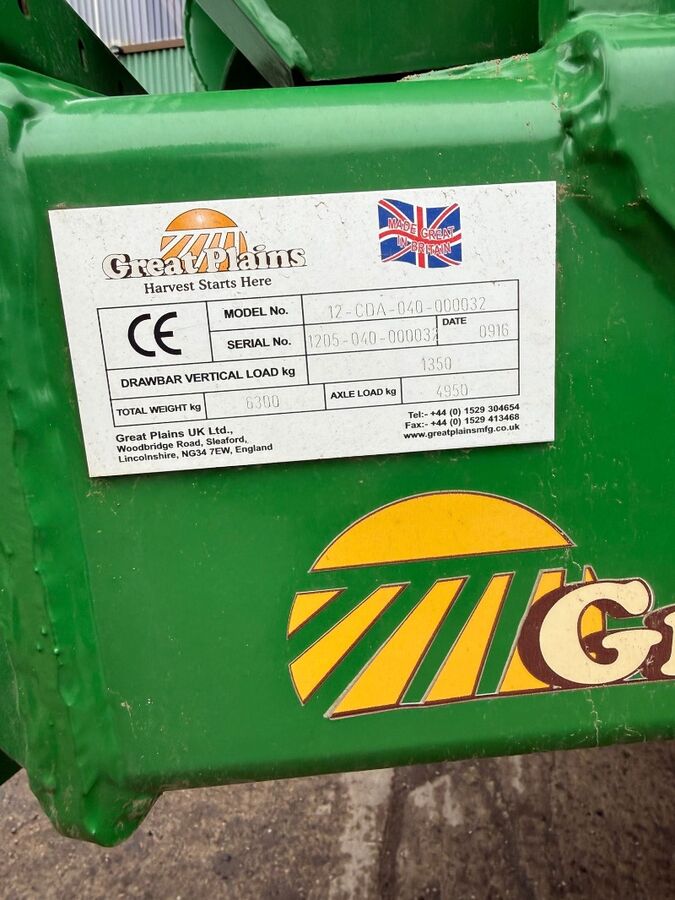 Great Plains
Harvest Starts Here
MADE GREAT
IN BRITAIN
CE
MODEL No. 12-CDA-040-000032
SERIAL No. 1205-040-000032 DATE 0916
DRAWBAR VERTICAL LOAD kg 1350
TOTAL WEIGHT kg 6300 AXLE LOAD kg 4950
Great Plains UK Ltd.,
Woodbridge Road, Sleaford,
Lincolnshire, NG34 7EW, England
Tel:- +44 (0) 1529 304654
Fax:- +44 (0) 1529 413468
www.greatplainsmfg.co.uk
Gr